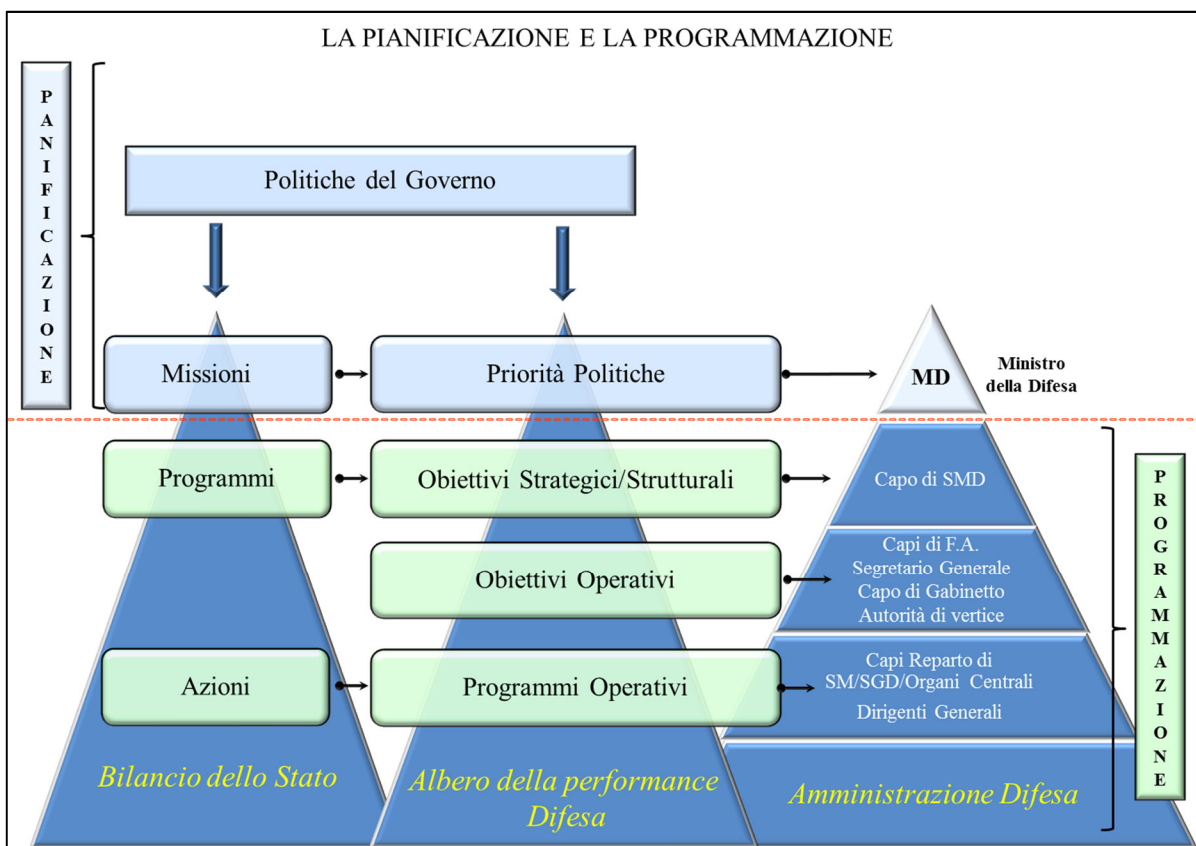 LA PIANIFICAZIONE E LA PROGRAMMAZIONE
PANIFICAZIONE
Politiche del Governo
Missioni
Priorità Politiche
MD
Ministro
della Difesa
Programmi
Obiettivi Strategici/Strutturali
Capo di SMD
Obiettivi Operativi
Capi di F.A.
Segretario Generale
Capo di Gabinetto
Autorità di vertice
Azioni
Programmi Operativi
Capi Reparto di
SM/SGD/Organi Centrali
Dirigenti Generali
PROGRAMMAZIONE
Bilancio dello Stato
Albero della performance
Difesa
Amministrazione Difesa